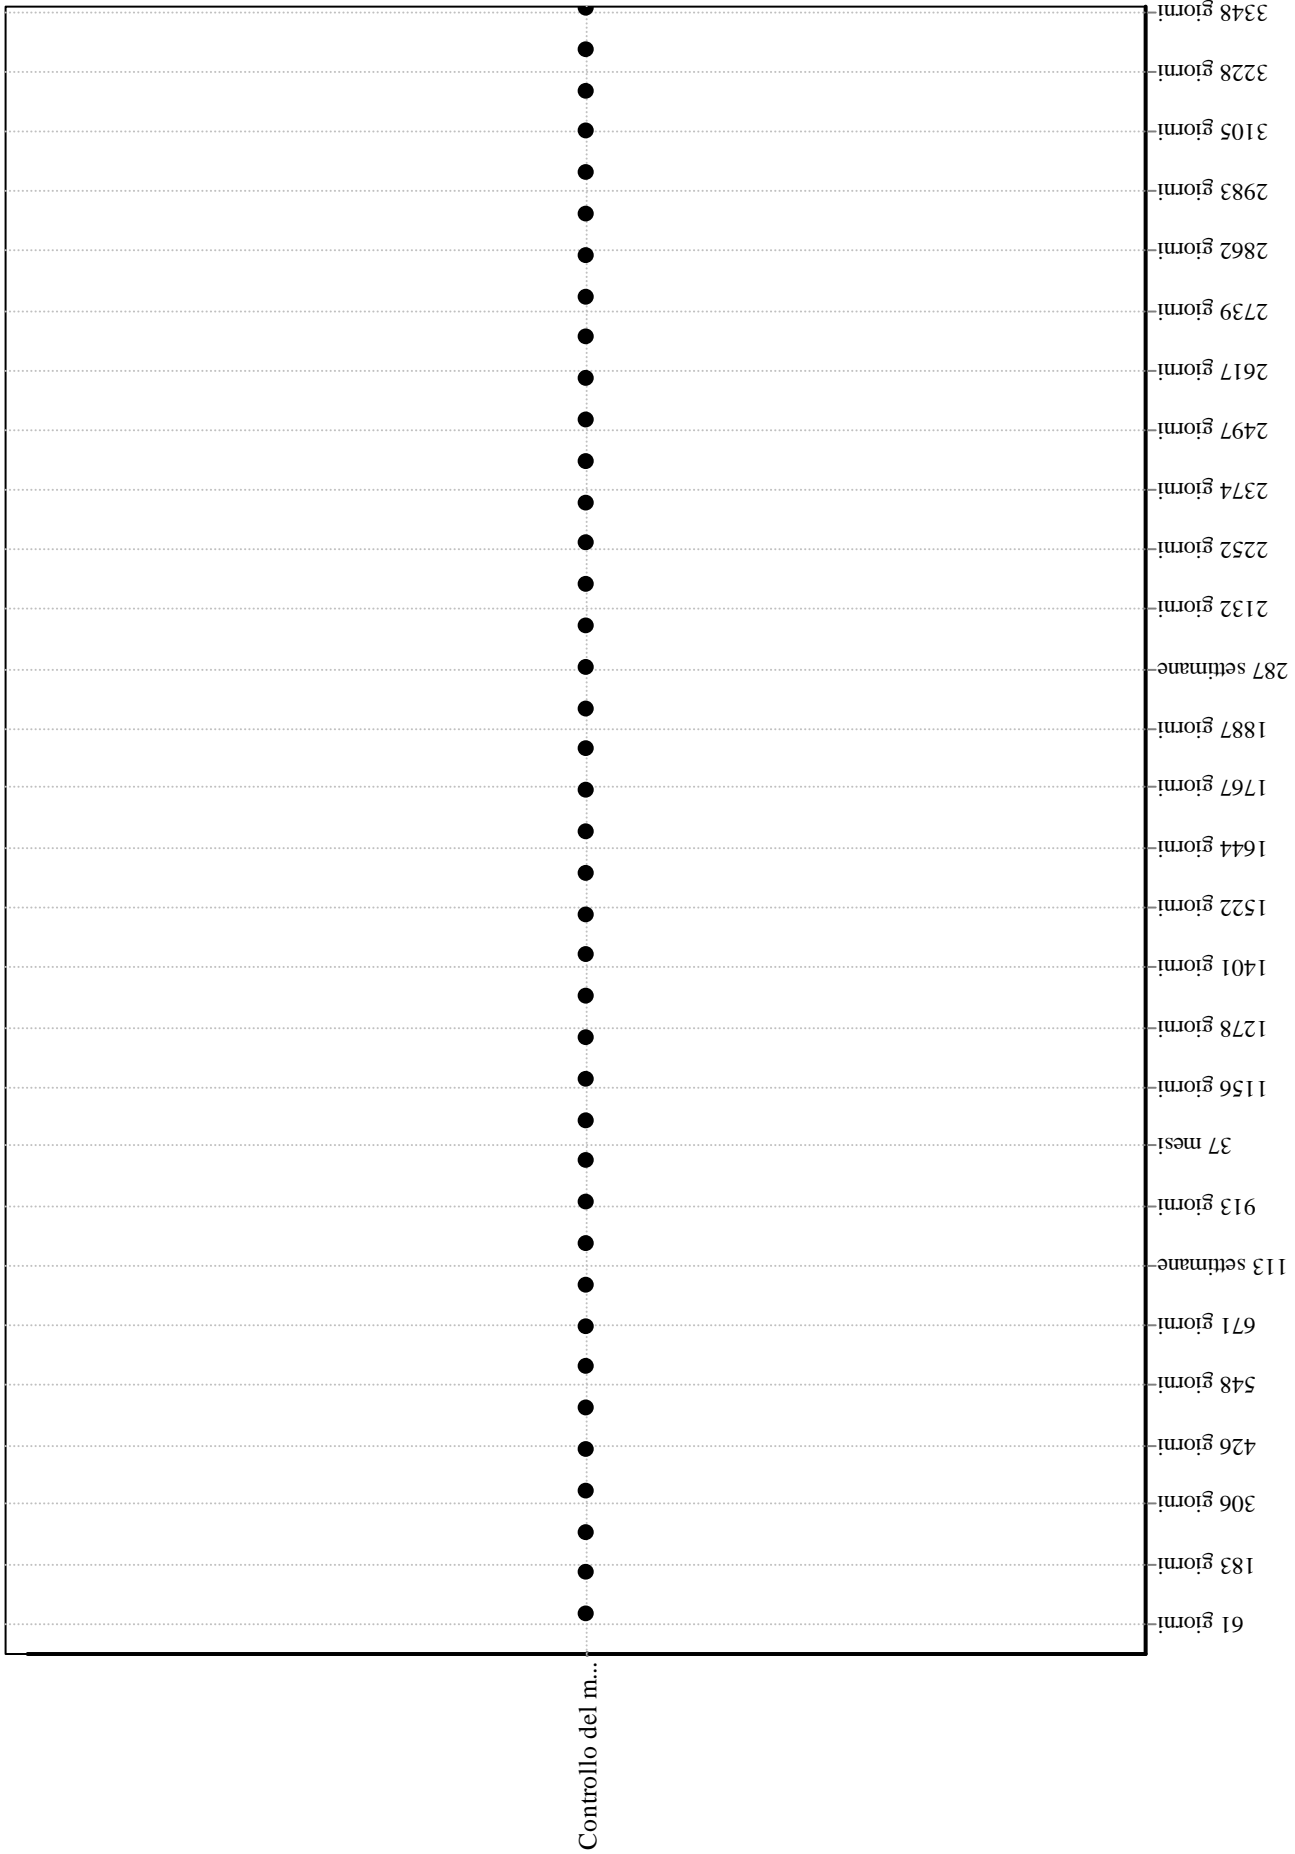 3348 giorni
3228 giorni
3105 giorni
2983 giorni
2862 giorni
2739 giorni
2617 giorni
2497 giorni
2374 giorni
2252 giorni
2132 giorni
287 settimane
1887 giorni
1767 giorni
1644 giorni
1522 giorni
1401 giorni
1278 giorni
1156 giorni
37 mesi
913 giorni
113 settimane
671 giorni
548 giorni
426 giorni
306 giorni
183 giorni
61 giorni
Controllo del m...